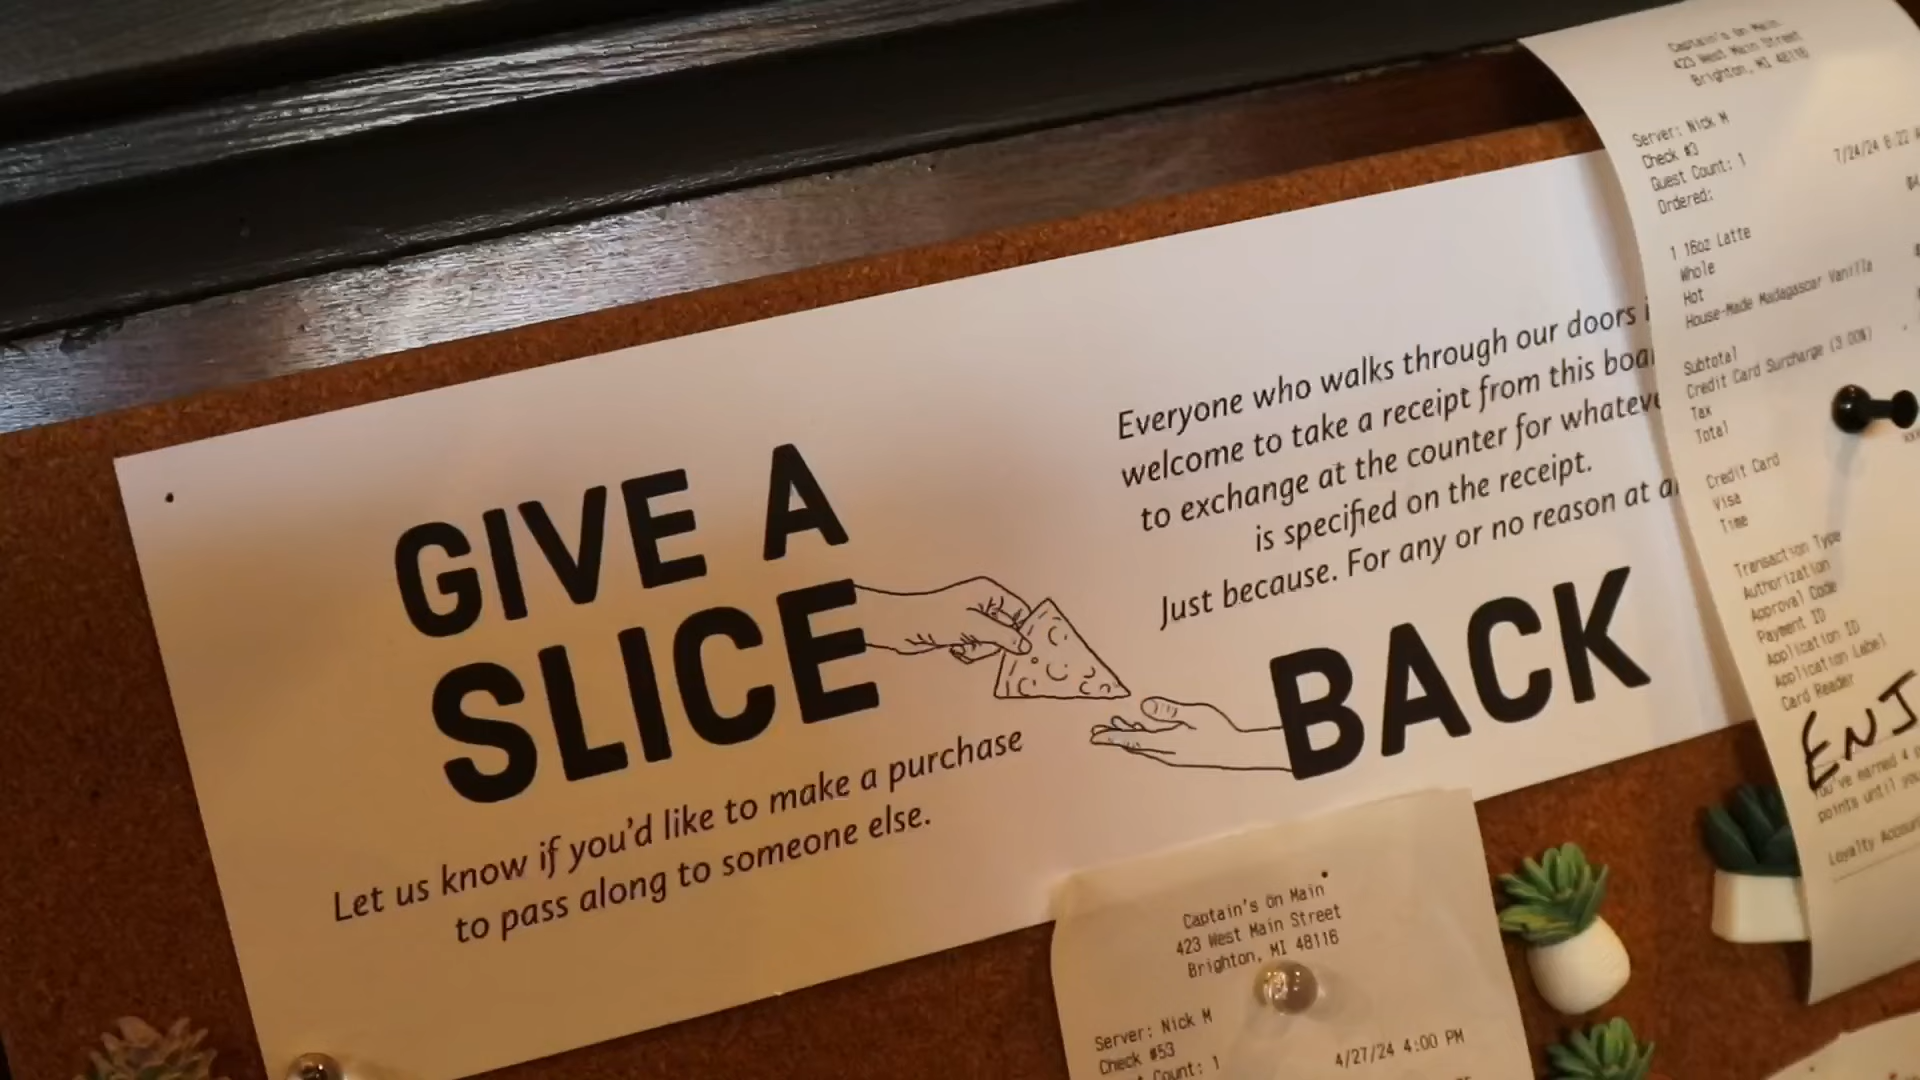 GIVE A
SLICE
BACK
Let us know if you'd like to make a purchase
to pass along to someone else.
Everyone who walks through our doors
welcome to take a receipt from this
to exchange at the counter for
is specified on the receipt.
Just because. For any or no reason at
Captain's On Main
423 West Main Street
Brighton, MI 48116
Server: Nick M
Check #3
Guest Count: 1
7/24/24
Ordered:
1 16oz Latte
Whole
Hot
House-Made Madagascar Vanilla
Subtotal
Credit Card Surcharge (3.00%)
Tax
Total
Credit Card
Visa
Time
Transaction Type
Authorization
Approval Code
Payment ID
Application ID
Application Label
Card Reader
You've earned 4
points until
Loyalty
Captain's On Main
423 West Main Street
Brighton, MI 48116
Server: Nick M
Check #53
Count: 1
4/27/24 4:00 PM